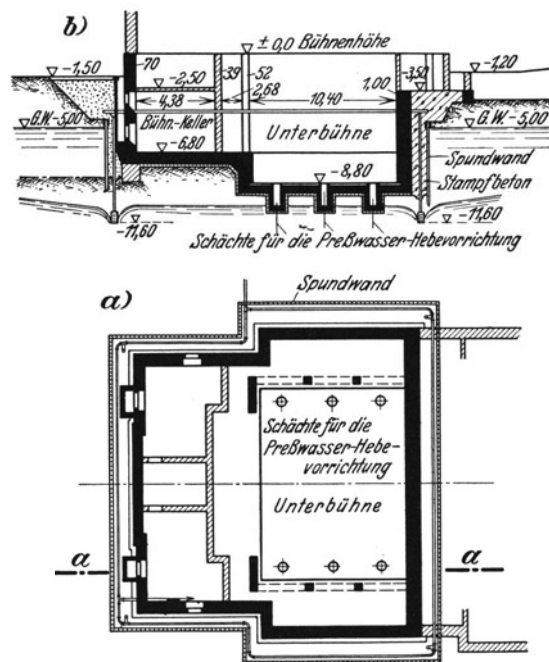 b)
± 0,0 Bühnenhöhe
-1,50
70
-2,50
39
52
2,68
1,00
-3,50
-1,20
4,38
10,40
G.W.-5,00
Bühn.-Keller
Unterbühne
G.W.-5,00
-6,80
-8,80
Spundwand
Stampfbeton
-11,60
-11,60
Schächte für die Preßwasser-Hebevorrichtung
a)
Spundwand
Schächte für die
Preßwasser-Hebe-
vorrichtung
Unterbühne
a
a